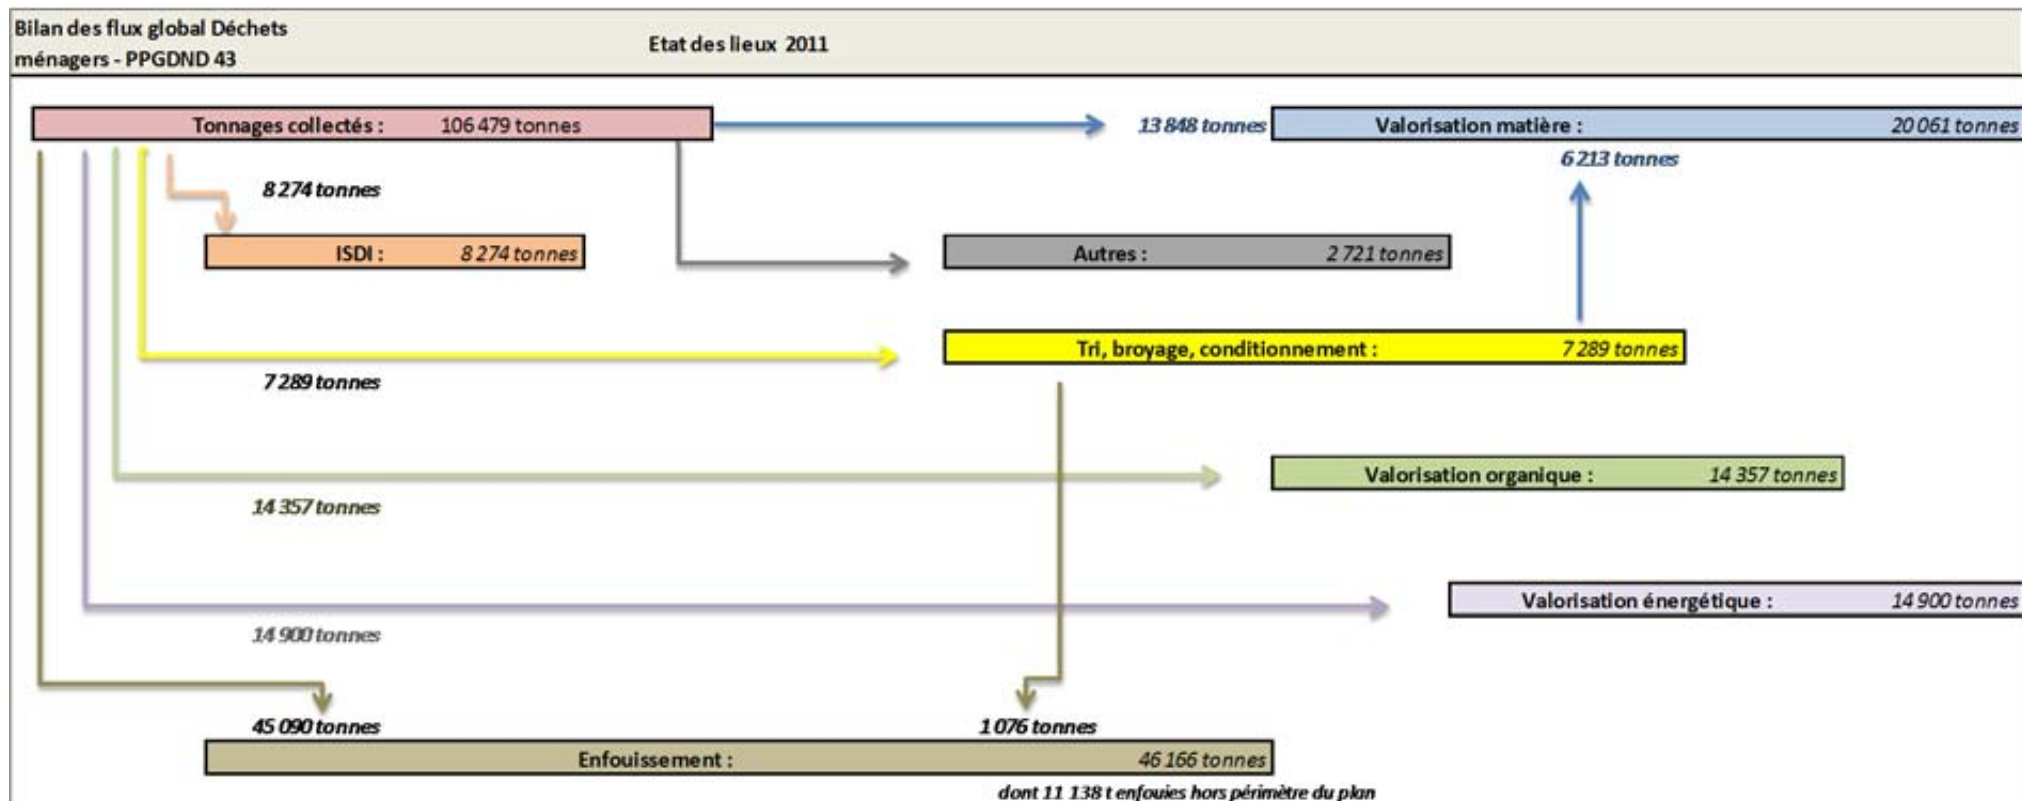 Bilan des flux global Déchets
ménagers - PPGDND 43
Etat des lieux 2011
Tonnages collectés : 106 479 tonnes
13 848 tonnes
Valorisation matière : 20 061 tonnes
6 213 tonnes
8 274 tonnes
ISDI : 8 274 tonnes
Autres : 2 721 tonnes
Tri, broyage, conditionnement : 7 289 tonnes
7 289 tonnes
Valorisation organique : 14 357 tonnes
14 357 tonnes
Valorisation énergétique : 14 900 tonnes
14 900 tonnes
45 090 tonnes
1 076 tonnes
Enfouissement : 46 166 tonnes
dont 11 138 t enfouies hors périmètre du plan